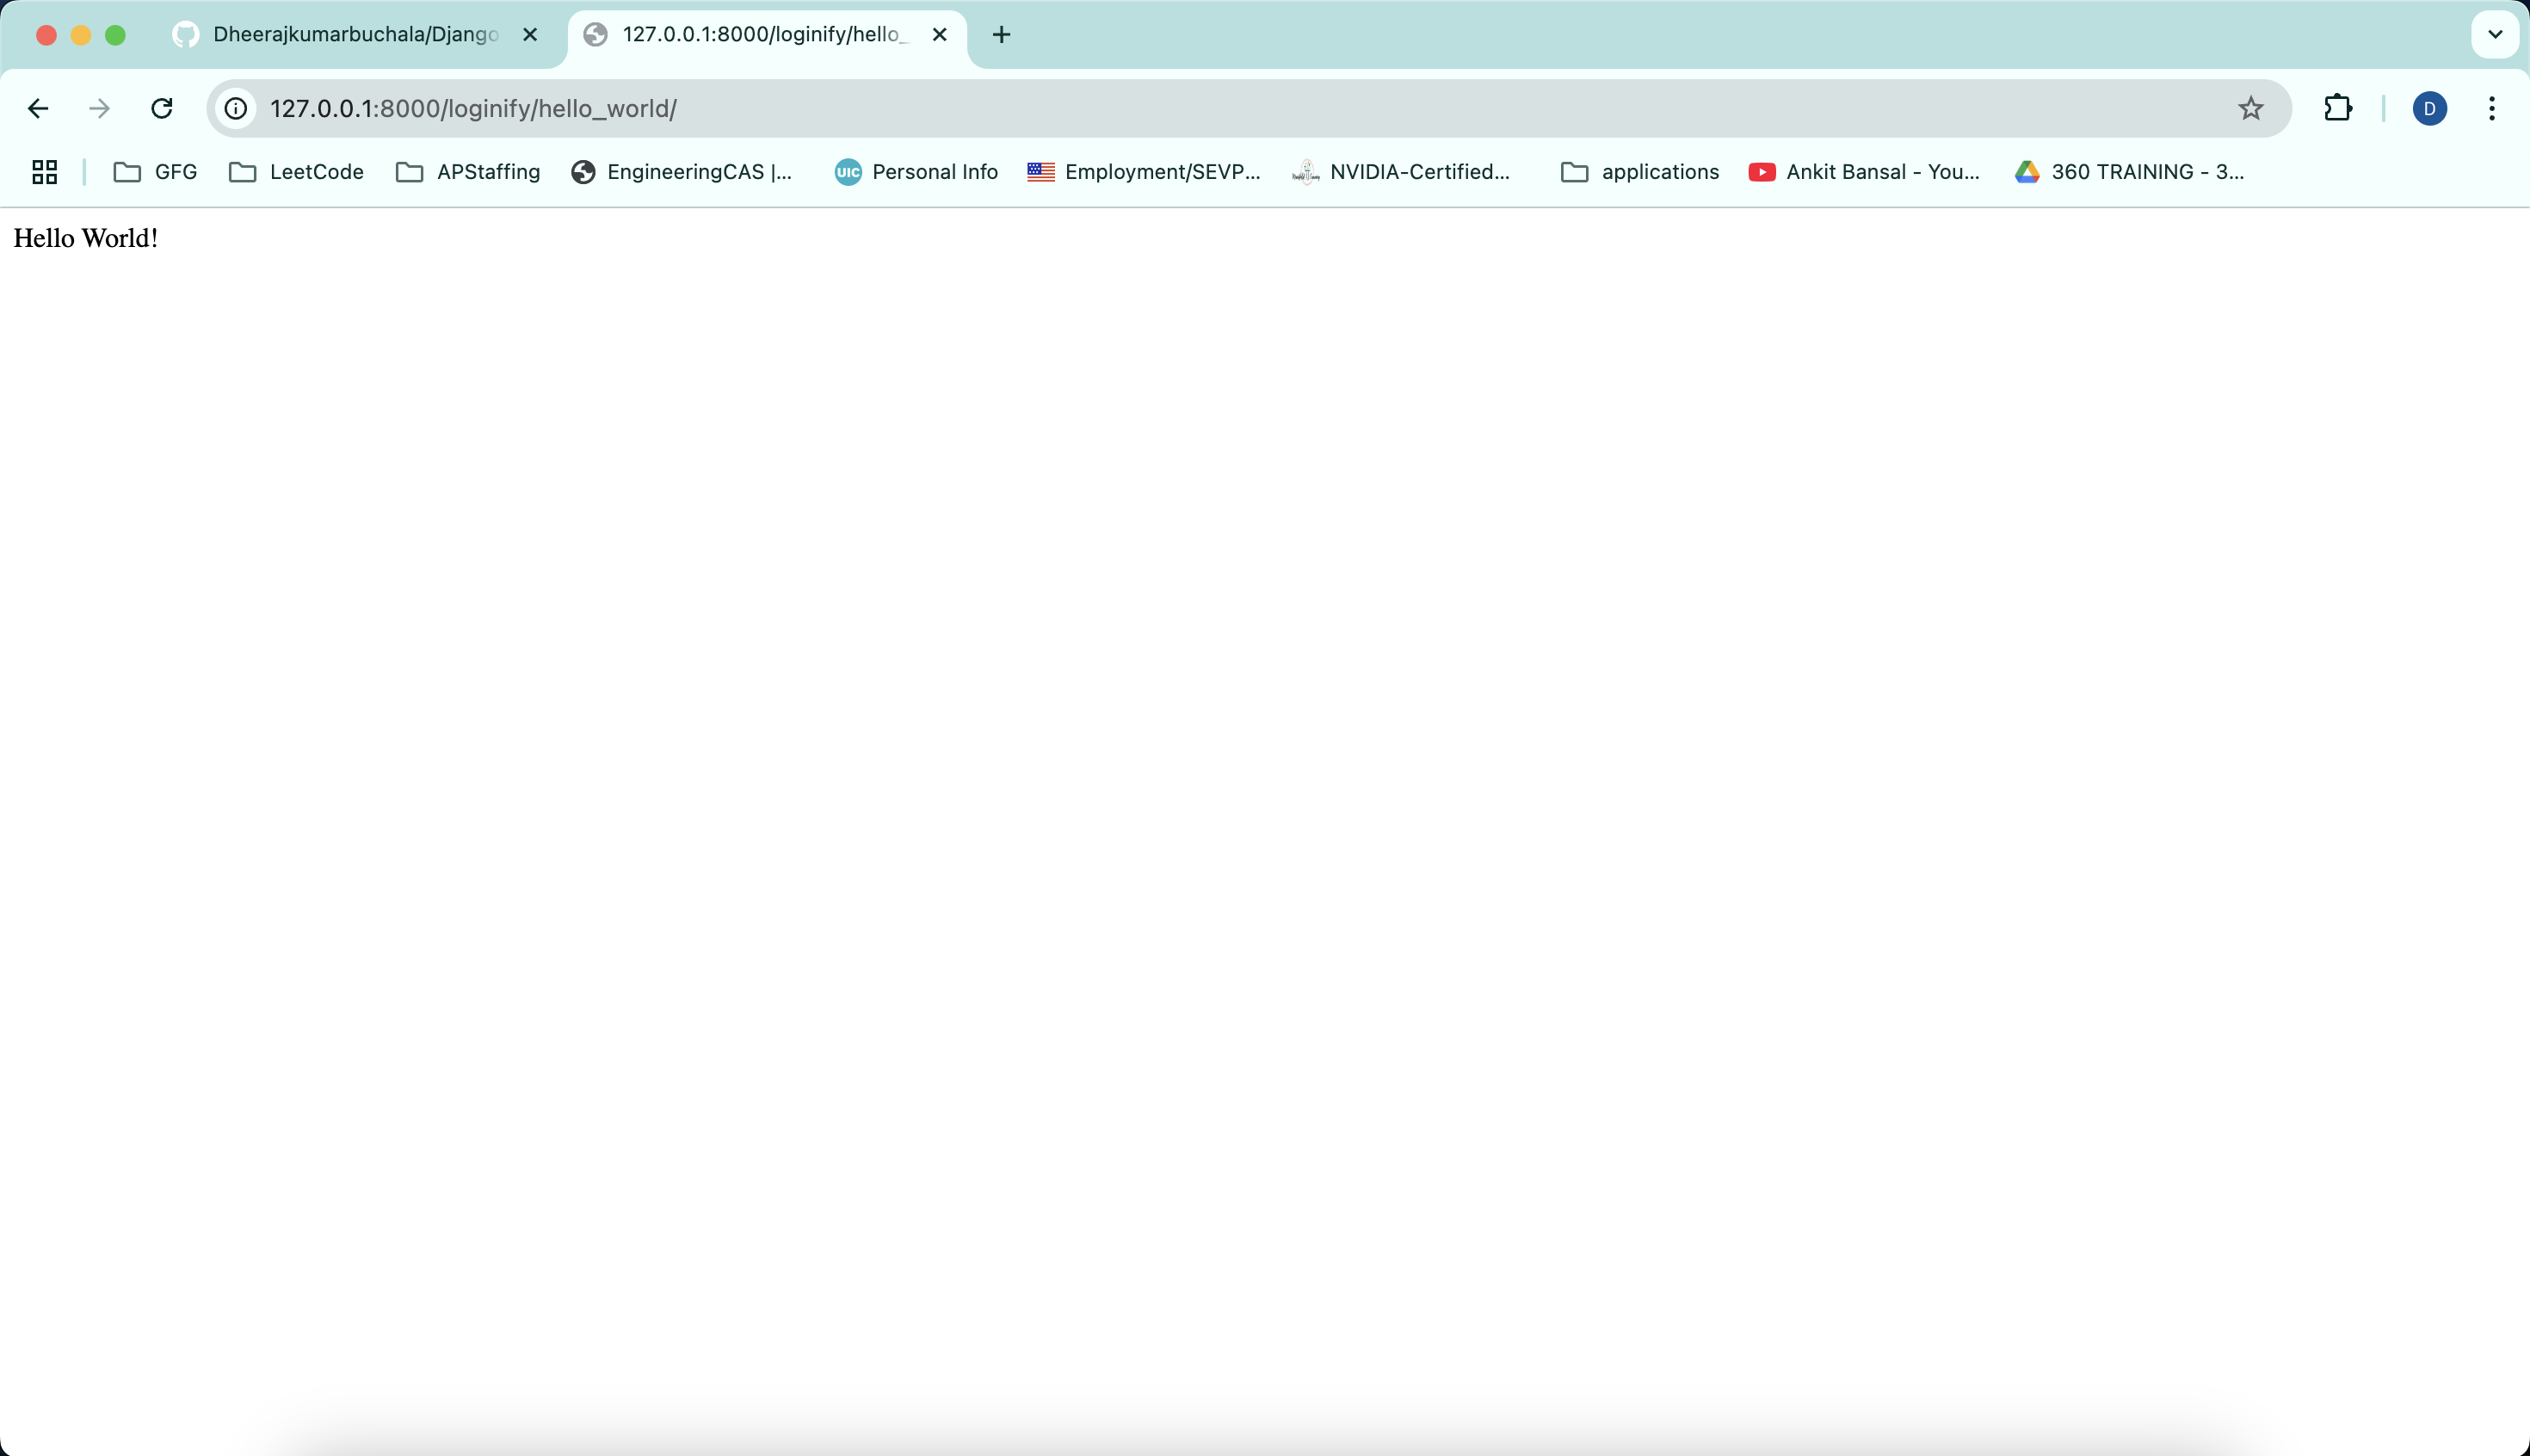 Dheerajkumarbuchala/Django
127.0.0.1:8000/loginify/hello_
127.0.0.1:8000/loginify/hello_world/
D
GFG LeetCode APStaffing EngineeringCAS |... UIC Personal Info Employment/SEVP... NVIDIA-Certified... applications Ankit Bansal - You... 360 TRAINING - 3...
Hello World!